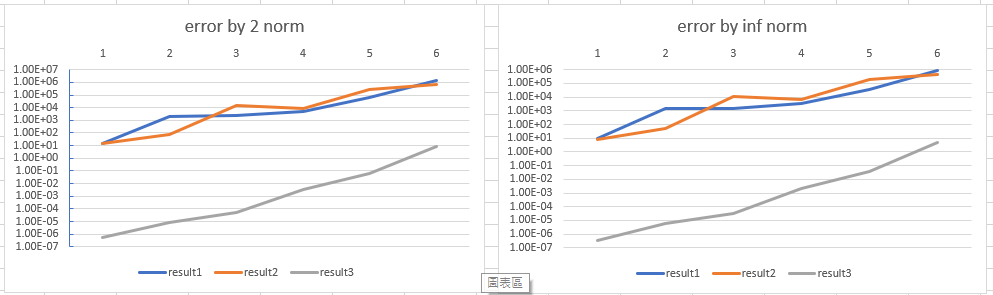 error by 2 norm
1 2 3 4 5 6
1.00E+07
1.00E+06
1.00E+05
1.00E+04
1.00E+03
1.00E+02
1.00E+01
1.00E+00
1.00E-01
1.00E-02
1.00E-03
1.00E-04
1.00E-05
1.00E-06
1.00E-07
result1 result2 result3
error by inf norm
1 2 3 4 5 6
1.00E+06
1.00E+05
1.00E+04
1.00E+03
1.00E+02
1.00E+01
1.00E+00
1.00E-01
1.00E-02
1.00E-03
1.00E-04
1.00E-05
1.00E-06
1.00E-07
result1 result2 result3
圖表區